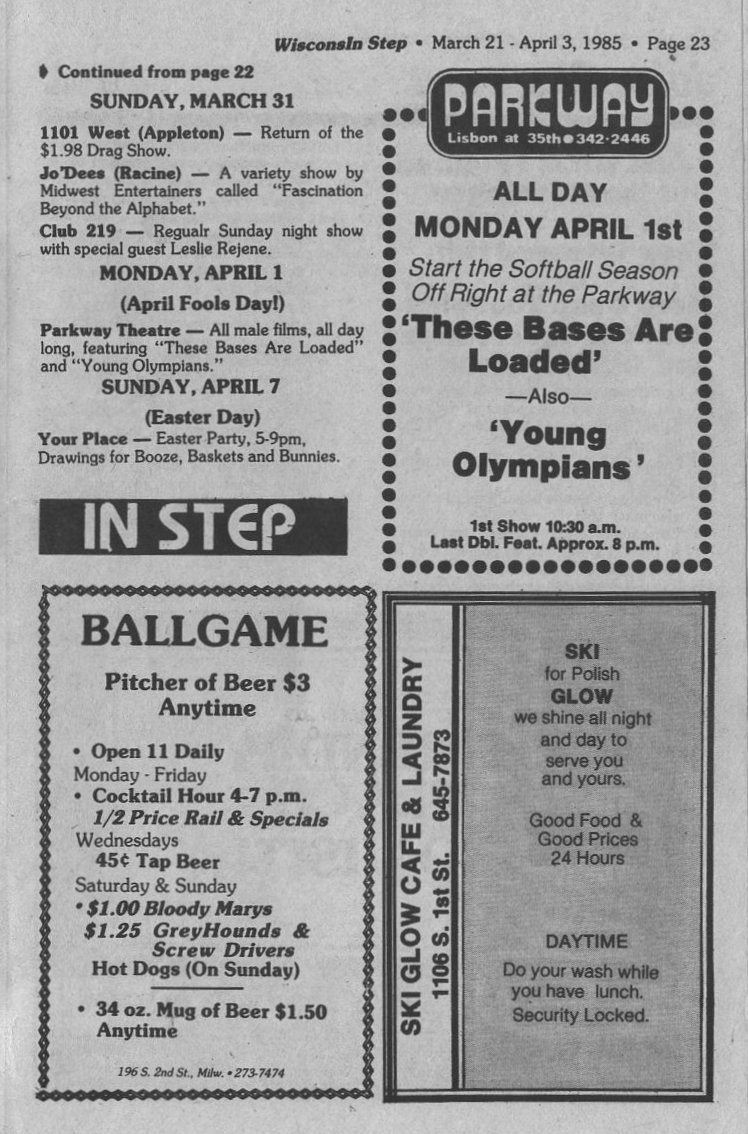 WisconsIn Step • March 21 - April 3, 1985 • Page 23
Continued from page 22
SUNDAY, MARCH 31
1101 West (Appleton) — Return of the
$1.98 Drag Show.
Jo'Dees (Racine) — A variety show by
Midwest Entertainers called "Fascination
Beyond the Alphabet."
Club 219 — Regualr Sunday night show
with special guest Leslie Rejene.
MONDAY, APRIL 1
(April Fools Day!)
Parkway Theatre — All male films, all day
long, featuring "These Bases Are Loaded"
and "Young Olympians."
SUNDAY, APRIL 7
(Easter Day)
Your Place — Easter Party, 5-9pm,
Drawings for Booze, Baskets and Bunnies.
IN STEP
PARKWAY
Lisbon at 35th•342·2446
ALL DAY
MONDAY APRIL 1st
Start the Softball Season
Off Right at the Parkway
'These Bases Are
Loaded'
—Also—
'Young
Olympians'
1st Show 10:30 a.m.
Last Dbl. Feat. Approx. 8 p.m.
BALLGAME
Pitcher of Beer $3
Anytime
• Open 11 Daily
Monday - Friday
• Cocktail Hour 4-7 p.m.
1/2 Price Rail & Specials
Wednesdays
45¢ Tap Beer
Saturday & Sunday
• $1.00 Bloody Marys
$1.25 GreyHounds &
Screw Drivers
Hot Dogs (On Sunday)
• 34 oz. Mug of Beer $1.50
Anytime
196 S. 2nd St., Milw. • 273-7474
SKI GLOW CAFE & LAUNDRY
1106 S. 1st St. 645-7873
SKI
for Polish
GLOW
we shine all night
and day to
serve you
and yours.
Good Food &
Good Prices
24 Hours
DAYTIME
Do your wash while
you have lunch.
Security Locked.